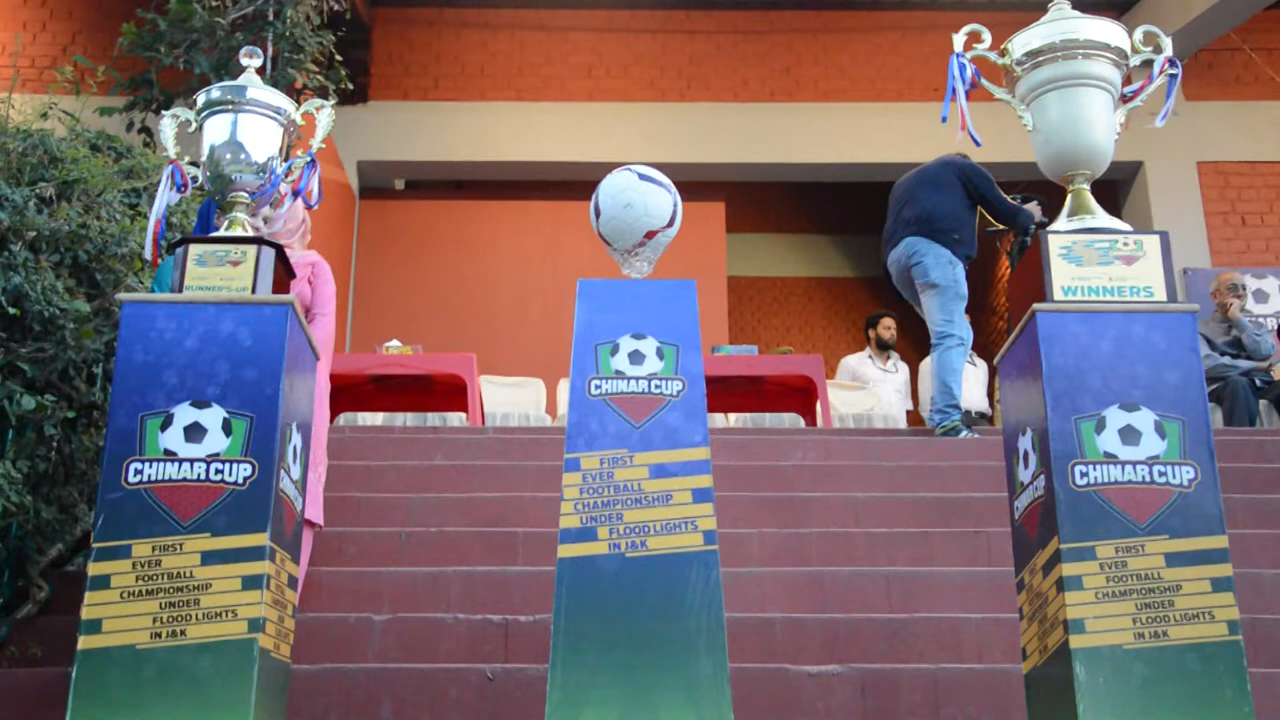 RUNNER'S-UP
CHINAR CUP
FIRST
EVER
FOOTBALL
CHAMPIONSHIP
UNDER
FLOOD LIGHTS
IN J&K
CHINAR CUP
FIRST
EVER
FOOTBALL
CHAMPIONSHIP
UNDER
FLOOD LIGHTS
IN J&K
WINNERS
CHINAR CUP
FIRST
EVER
FOOTBALL
CHAMPIONSHIP
UNDER
FLOOD LIGHTS
IN J&K